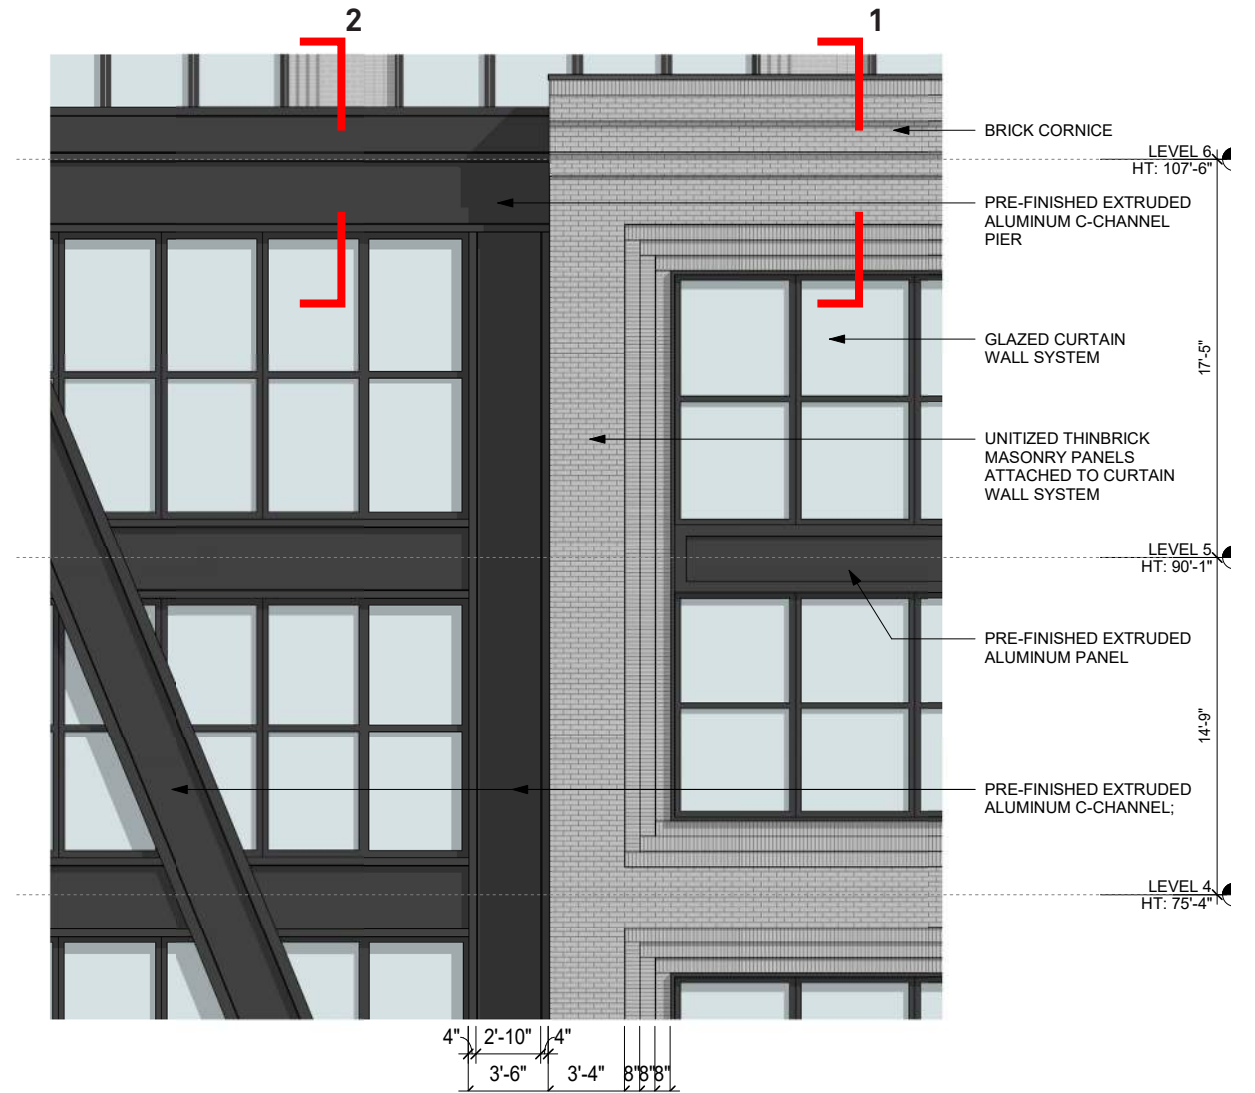 2
1
BRICK CORNICE
LEVEL 6
HT: 107'-6"
PRE-FINISHED EXTRUDED
ALUMINUM C-CHANNEL
PIER
GLAZED CURTAIN
WALL SYSTEM
17'-5"
UNITIZED THINBRICK
MASONRY PANELS
ATTACHED TO CURTAIN
WALL SYSTEM
LEVEL 5
HT: 90'-1"
PRE-FINISHED EXTRUDED
ALUMINUM PANEL
14'-9"
PRE-FINISHED EXTRUDED
ALUMINUM C-CHANNEL;
LEVEL 4
HT: 75'-4"
4" 2'-10" 4"
3'-6" 3'-4" 8" 8" 8"